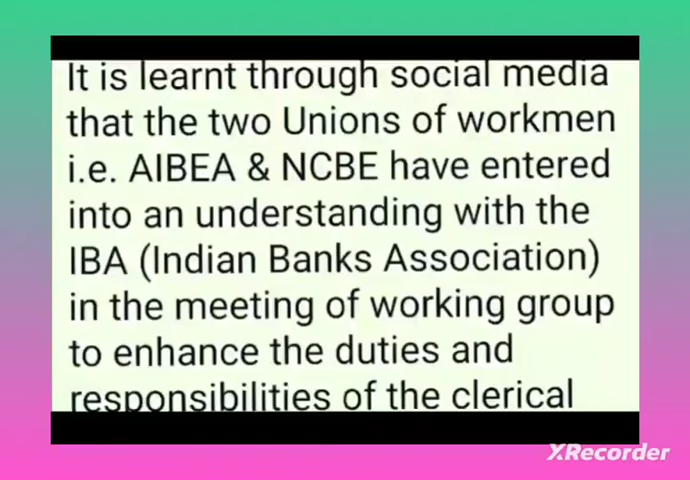 It is learnt through social media
that the two Unions of workmen
i.e. AIBEA & NCBE have entered
into an understanding with the
IBA (Indian Banks Association)
in the meeting of working group
to enhance the duties and
responsibilities of the clerical
XRecorder